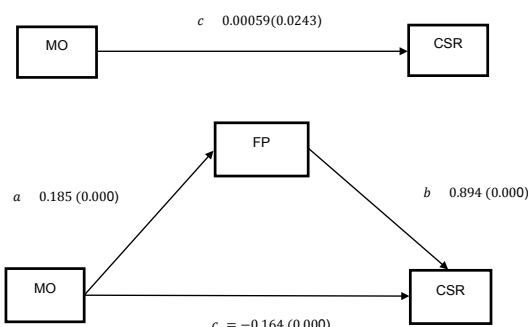 c 0.00059(0.0243)
MO
CSR
FP
a 0.185 (0.000)
b 0.894 (0.000)
MO
CSR
c = −0.164 (0.000)